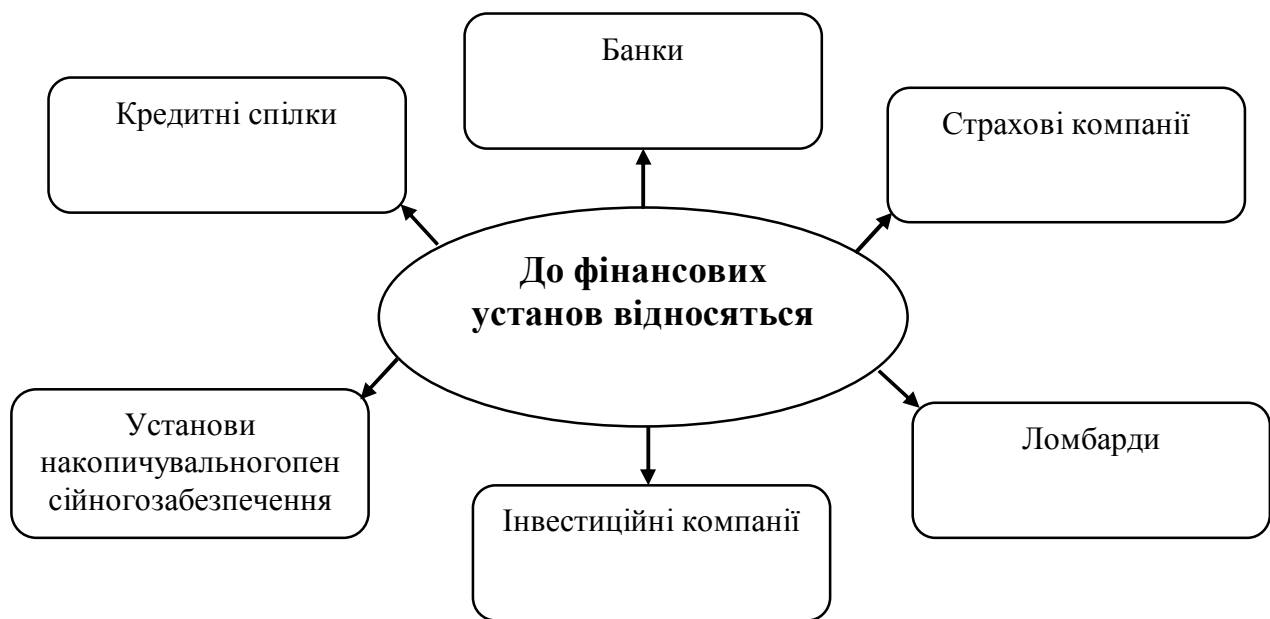 Банки
Кредитні спілки
Страхові компанії
До фінансових
установ відносяться
Установи
накопичувальногопен
сійногозабезпечення
Ломбарди
Інвестиційні компанії